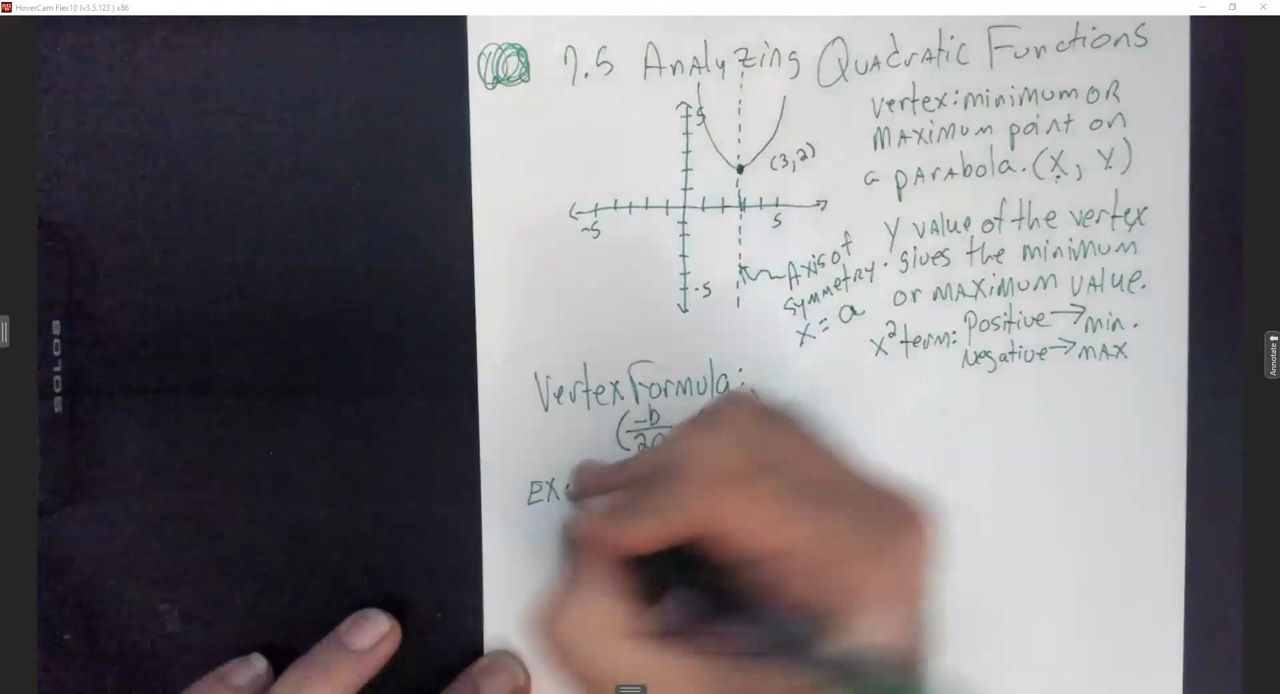 HoverCam Flex10 (v3.5.123 ) x86
7.5 Analyzing Quadratic Functions
5
(3,2)
-5
5
-5
Axis of
symmetry.
x = a
vertex: minimum OR
maximum point on
a parabola. (x, y)
y value of the vertex
gives the minimum
or maximum value.
x² term: Positive → min.
Negative → max
Vertex Formula:
(-b/2a
Ex
SOLO8
Annotate